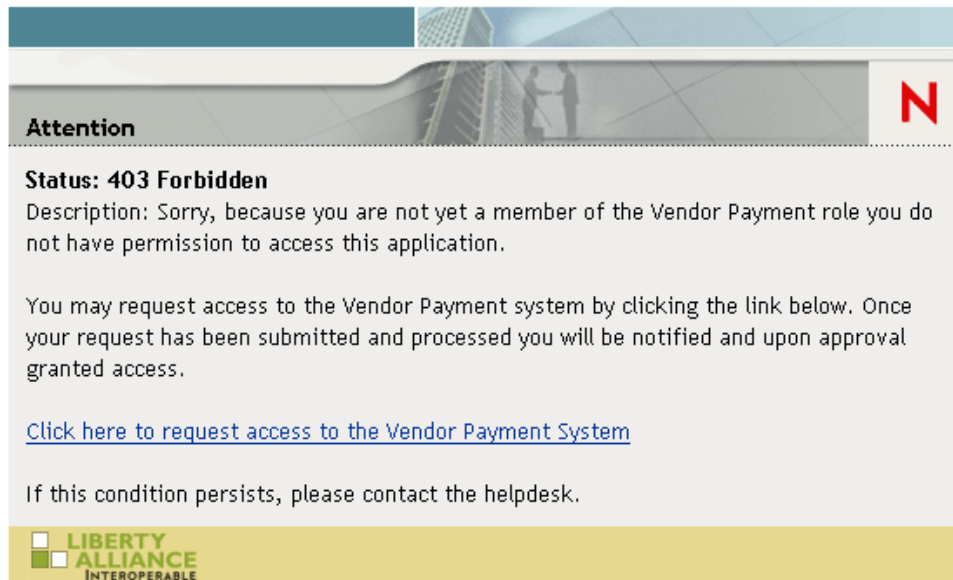 N
Attention
Status: 403 Forbidden
Description: Sorry, because you are not yet a member of the Vendor Payment role you do
not have permission to access this application.
You may request access to the Vendor Payment system by clicking the link below. Once
your request has been submitted and processed you will be notified and upon approval
granted access.
Click here to request access to the Vendor Payment System
If this condition persists, please contact the helpdesk.
LIBERTY
ALLIANCE
INTEROPERABLE